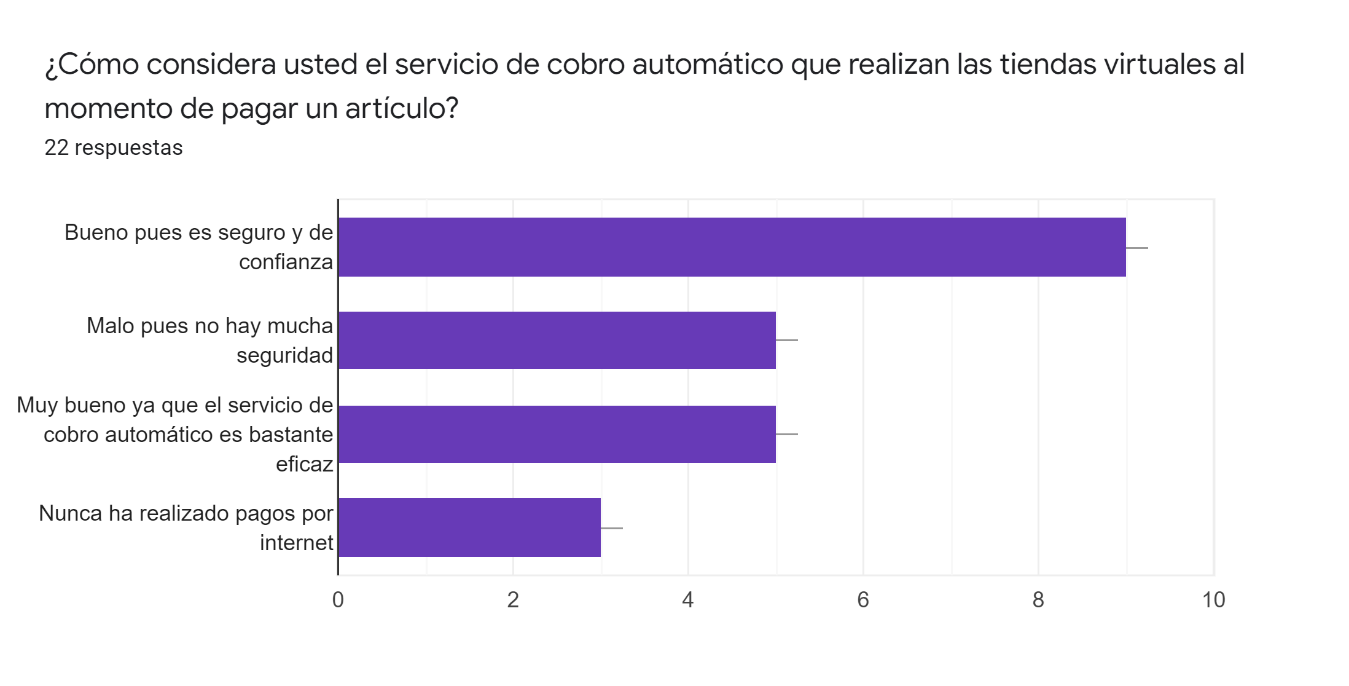 ¿Cómo considera usted el servicio de cobro automático que realizan las tiendas virtuales al
momento de pagar un artículo?
22 respuestas
Bueno pues es seguro y de
confianza
Malo pues no hay mucha
seguridad
Muy bueno ya que el servicio de
cobro automático es bastante
eficaz
Nunca ha realizado pagos por
internet
0 2 4 6 8 10